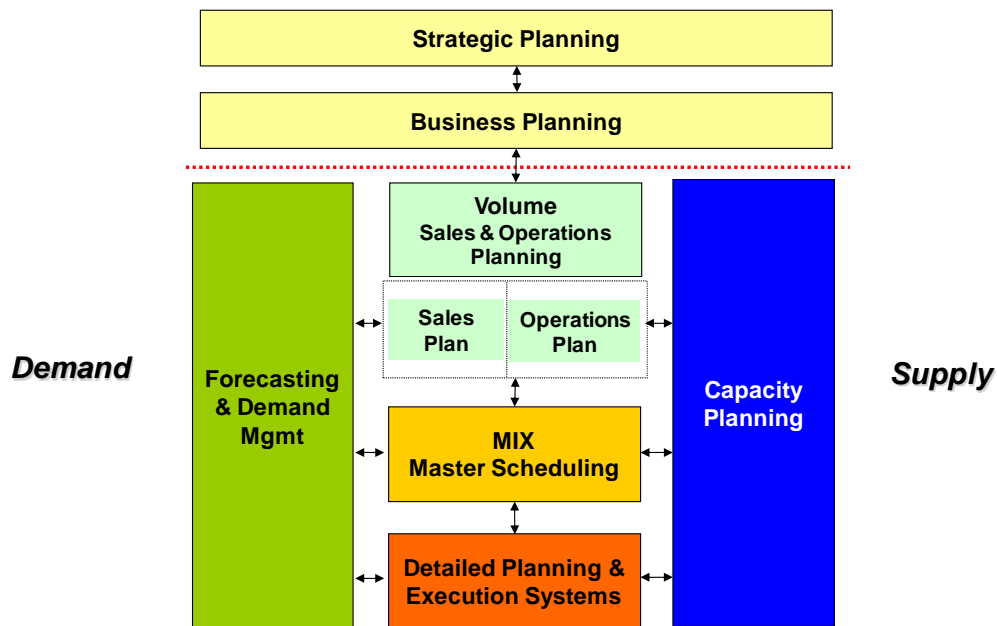 Strategic Planning
Business Planning
Volume
Sales & Operations
Planning
Sales
Plan
Operations
Plan
Demand
Forecasting
& Demand
Mgmt
Capacity
Planning
Supply
MIX
Master Scheduling
Detailed Planning &
Execution Systems